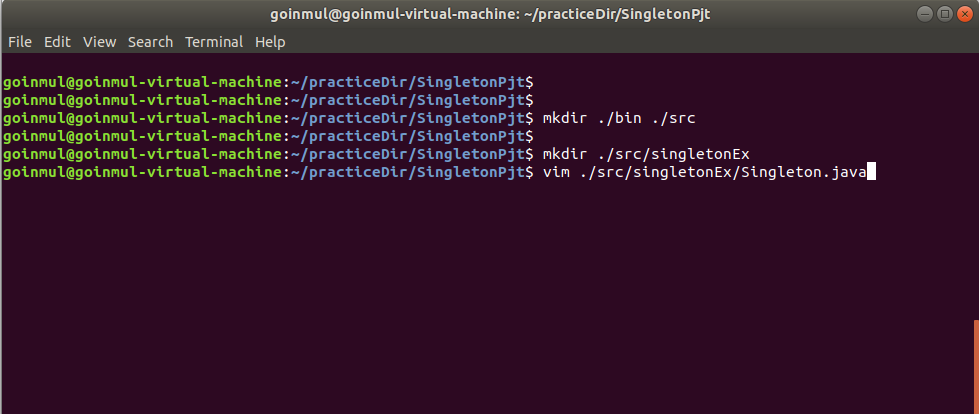 goinmul@goinmul-virtual-machine: ~/practiceDir/SingletonPjt
File Edit View Search Terminal Help
goinmul@goinmul-virtual-machine:~/practiceDir/SingletonPjt$
goinmul@goinmul-virtual-machine:~/practiceDir/SingletonPjt$
goinmul@goinmul-virtual-machine:~/practiceDir/SingletonPjt$ mkdir ./bin ./src
goinmul@goinmul-virtual-machine:~/practiceDir/SingletonPjt$
goinmul@goinmul-virtual-machine:~/practiceDir/SingletonPjt$ mkdir ./src/singletonEx
goinmul@goinmul-virtual-machine:~/practiceDir/SingletonPjt$ vim ./src/singletonEx/Singleton.java